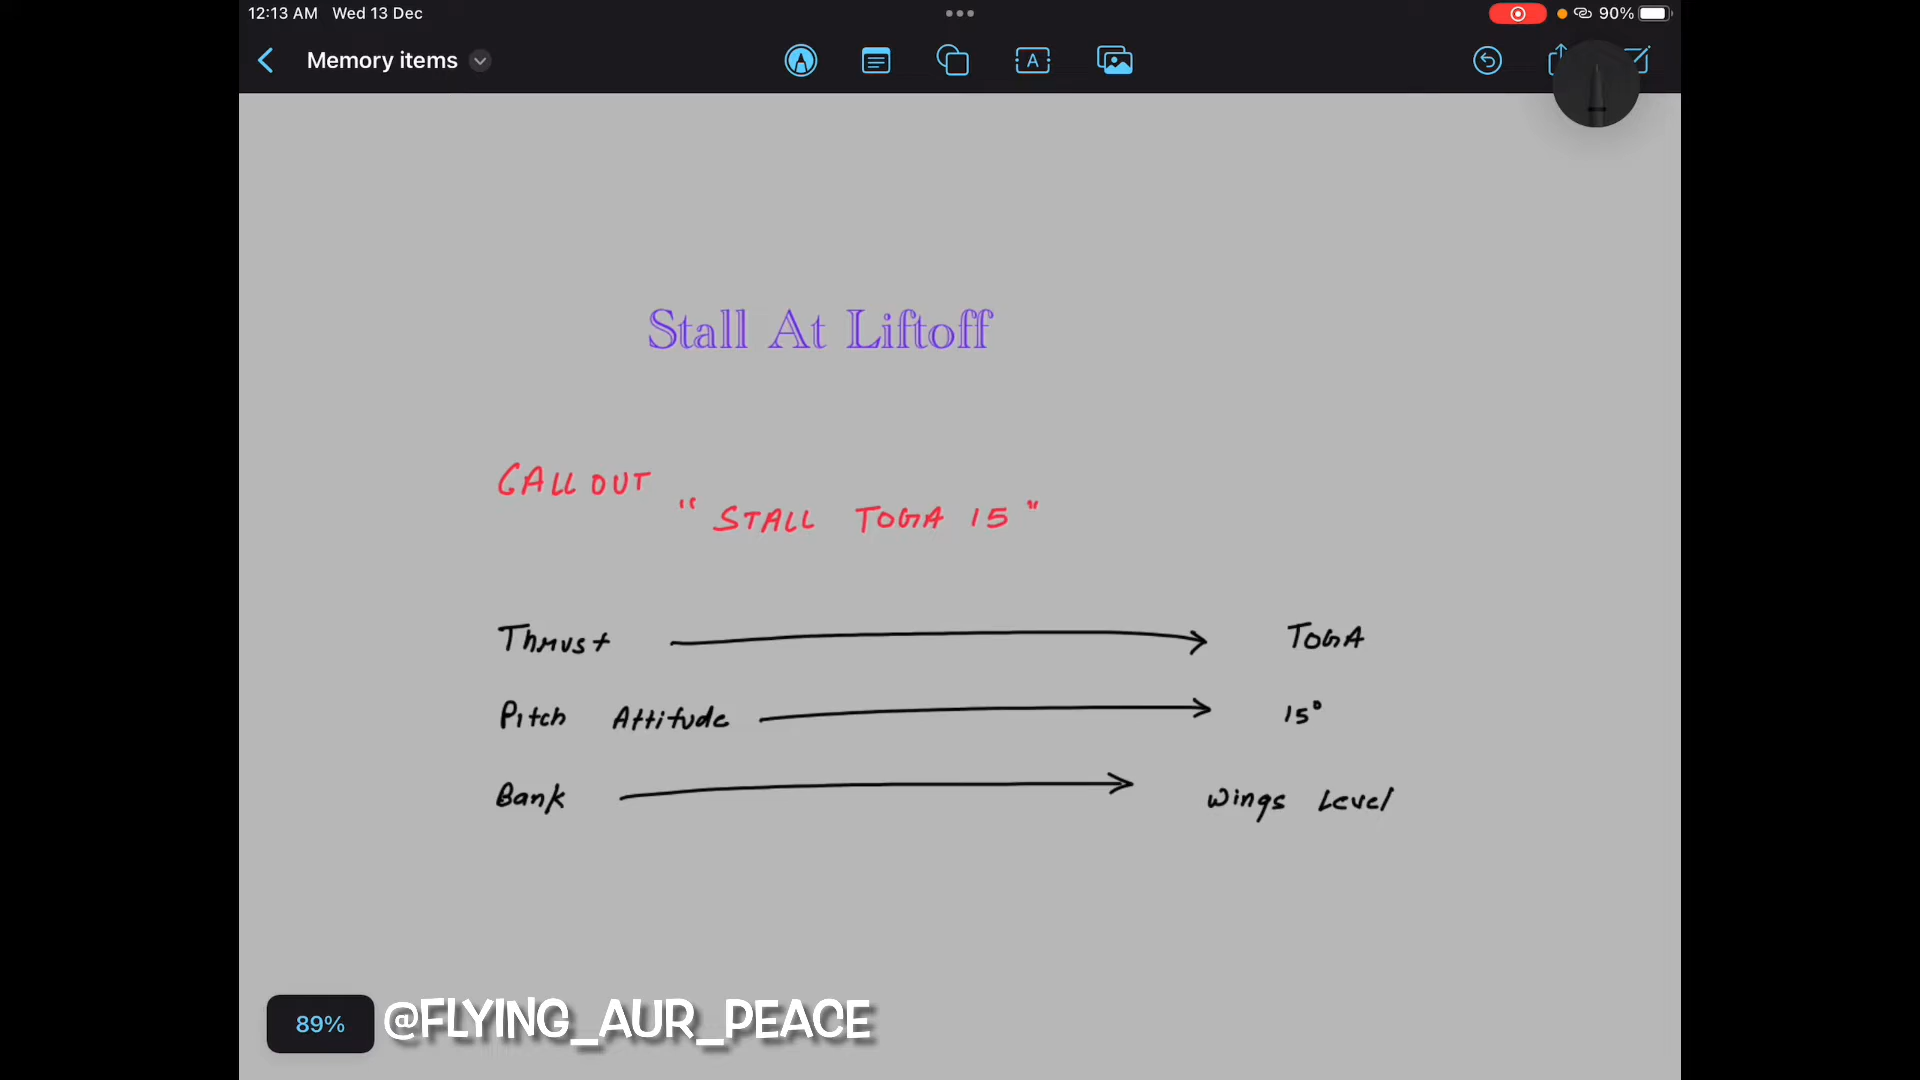 12:13 AM Wed 13 Dec
90%
Memory items
A
Stall At Liftoff
CALL OUT
"STALL TOGA 15"
Thrust TOGA
Pitch Attitude 15°
Bank wings Level
89% @FLYING_AUR_PEACE